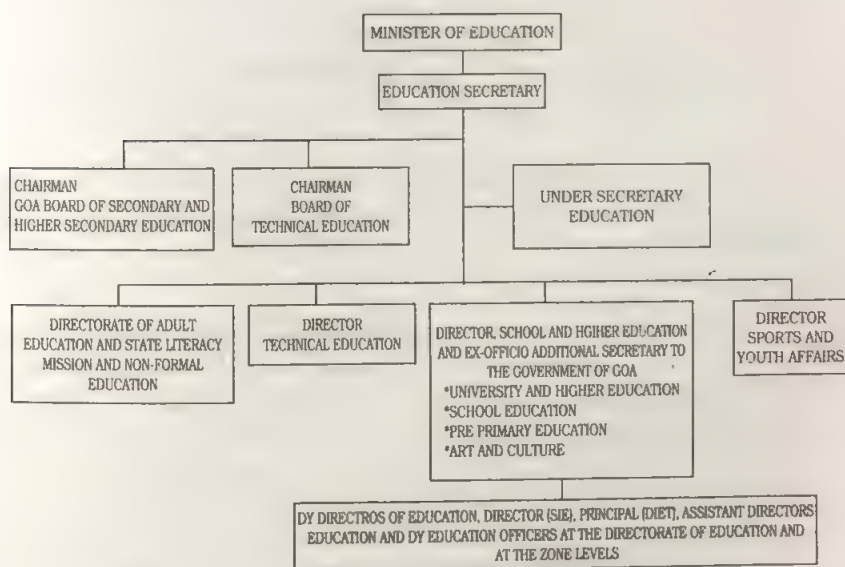 MINISTER OF EDUCATION
EDUCATION SECRETARY
CHAIRMAN
GOA BOARD OF SECONDARY AND
HIGHER SECONDARY EDUCATION
CHAIRMAN
BOARD OF
TECHNICAL EDUCATION
UNDER SECRETARY
EDUCATION
DIRECTORATE OF ADULT
EDUCATION AND STATE LITERACY
MISSION AND NON-FORMAL
EDUCATION
DIRECTOR
TECHNICAL EDUCATION
DIRECTOR, SCHOOL AND HGIHER EDUCATION
AND EX-OFFICIO ADDITIONAL SECRETARY TO
THE GOVERNMENT OF GOA
*UNIVERSITY AND HIGHER EDUCATION
*SCHOOL EDUCATION
*PRE PRIMARY EDUCATION
*ART AND CULTURE
DIRECTOR
SPORTS AND
YOUTH AFFAIRS
DY DIRECTROS OF EDUCATION, DIRECTOR (SIE), PRINCIPAL (DIET), ASSISTANT DIRECTORS
EDUCATION AND DY EDUCATION OFFICERS AT THE DIRECTORATE OF EDUCATION AND
AT THE ZONE LEVELS